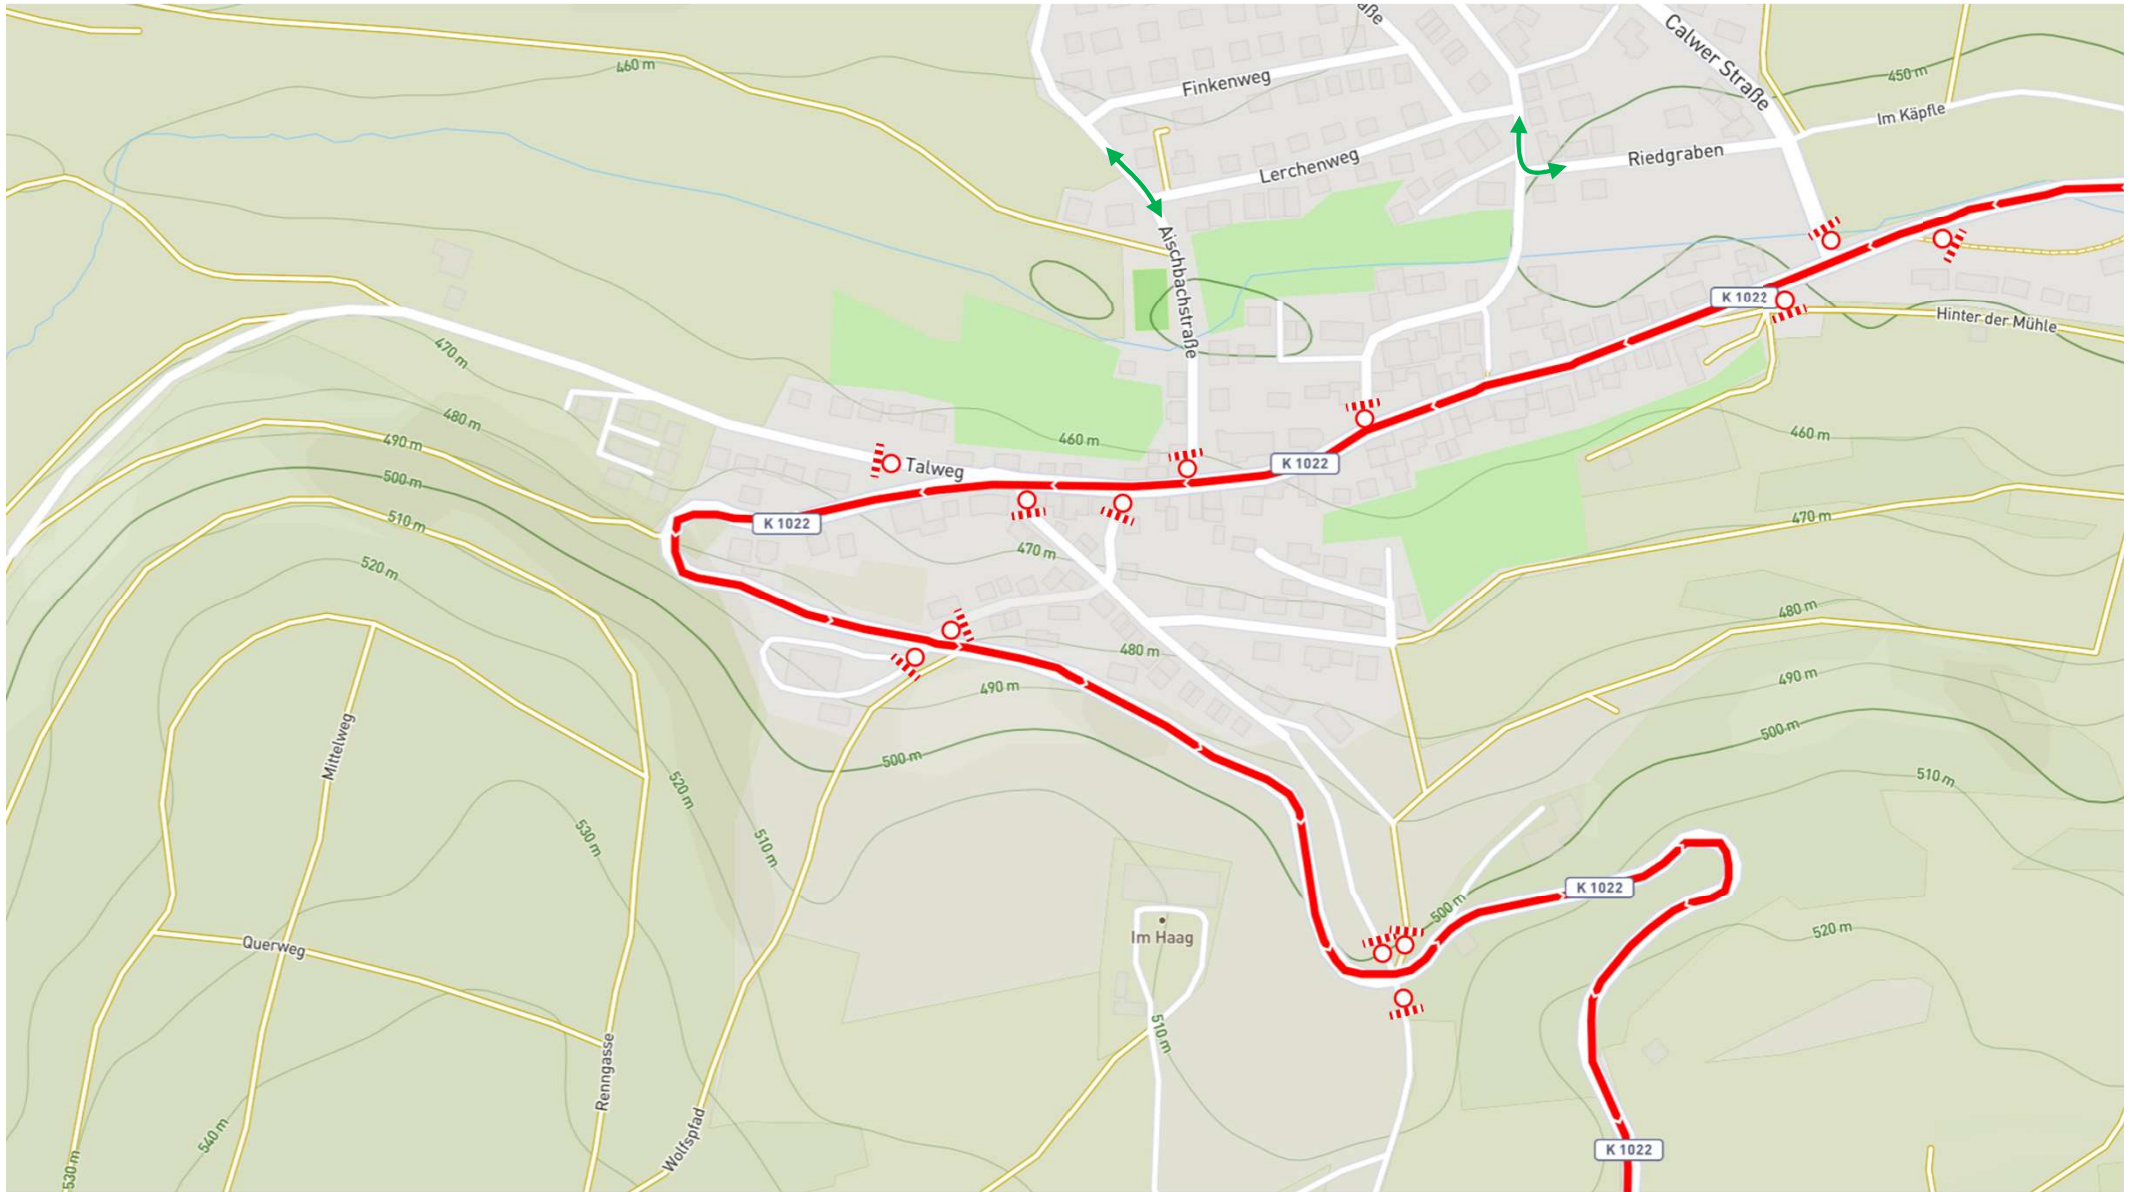 aße
Calwer Straße
460 m
Finkenweg
450 m
Im Käpfle
Lerchenweg
Riedgraben
Aischbachstraße
K 1022
Hinter der Mühle
470 m
480 m
490 m
460 m
460 m
Talweg
K 1022
500 m
510 m
K 1022
470 m
470 m
520 m
480 m
480 m
490 m
490 m
Mittelweg
500 m
500 m
520 m
510 m
510 m
530 m
K 1022
500 m
Im Haag
520 m
Querweg
510 m
Renngasse
Wolfspfad
540 m
530 m
K 1022